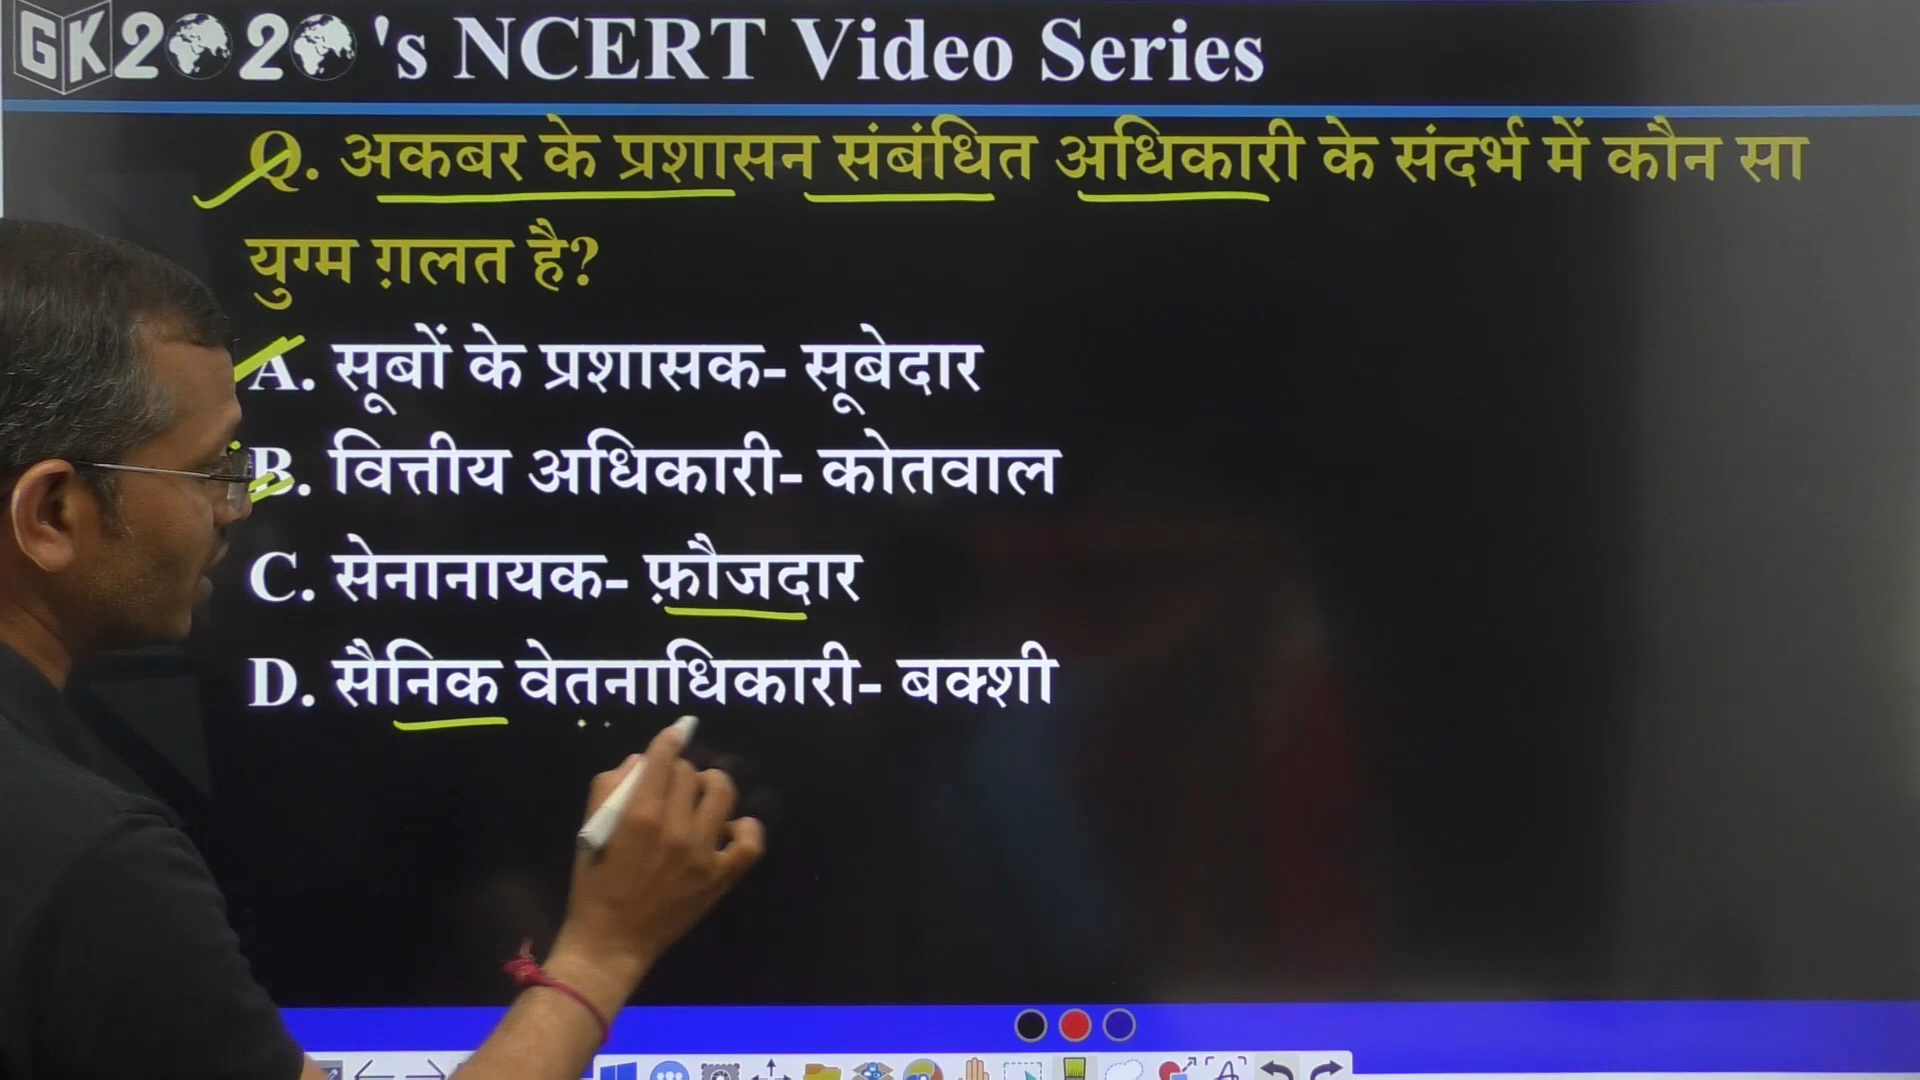 GK2020's NCERT Video Series
Q. अकबर के प्रशासन संबंधित अधिकारी के संदर्भ में कौन सा
युग्म ग़लत है?
A. सूबों के प्रशासक- सूबेदार
B. वित्तीय अधिकारी- कोतवाल
C. सेनानायक- फ़ौजदार
D. सैनिक वेतनाधिकारी- बक्शी